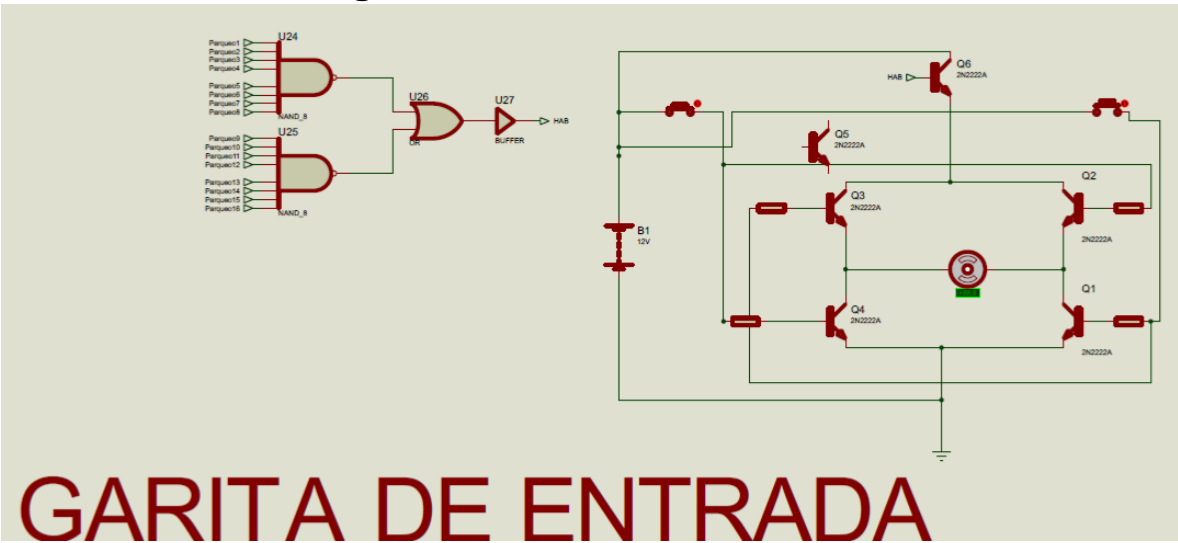 U24
Parqueo1
Parqueo2
Parqueo3
Parqueo4
Parqueo5
Parqueo6
Parqueo7
Parqueo8
NAND_8
U25
Parqueo9
Parqueo10
Parqueo11
Parqueo12
Parqueo13
Parqueo14
Parqueo15
Parqueo16
NAND_8
U26
OR
U27
BUFFER
HAB
Q6
2N2222A
HAB
Q5
2N2222A
Q3
2N2222A
Q2
2N2222A
B1
12V
Q4
2N2222A
Q1
2N2222A
GARITA DE ENTRADA